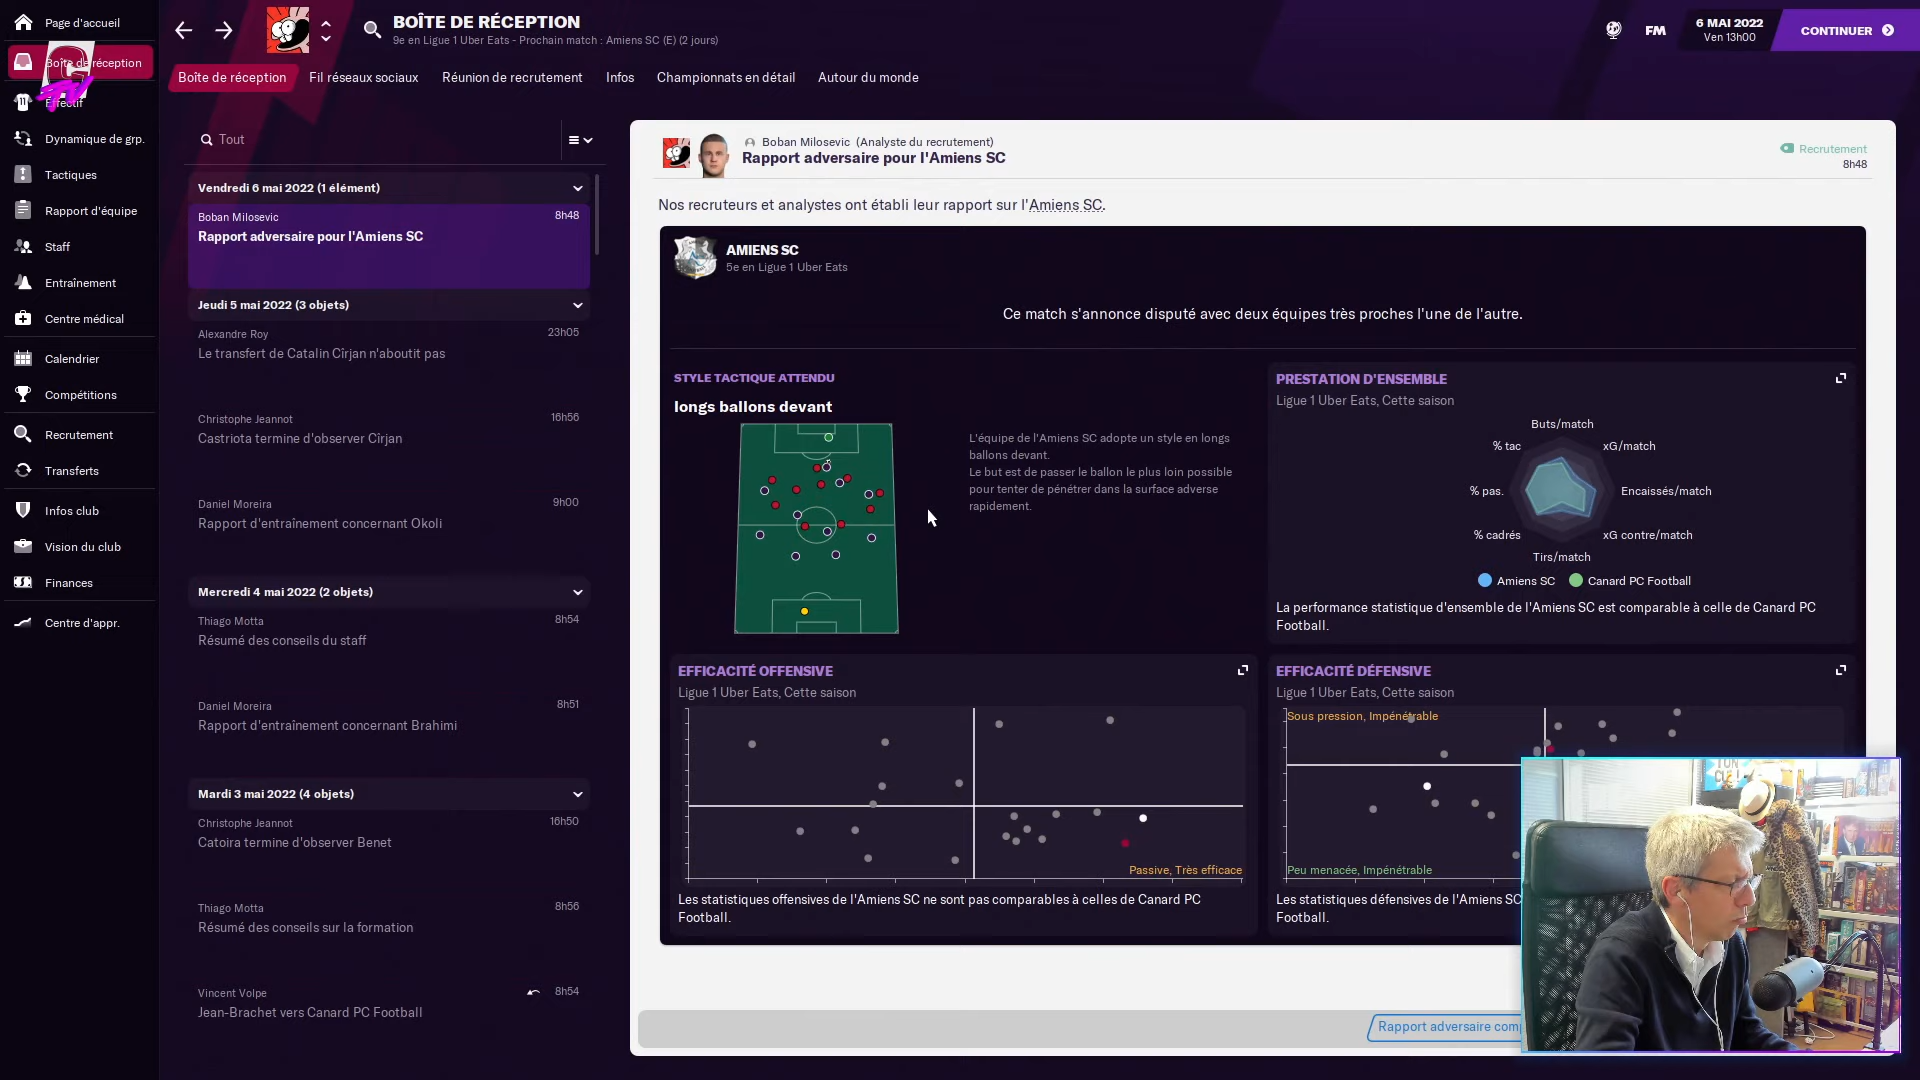 Page d'accueil
Boîte de réception
Effectif
Dynamique de grp.
Tactiques
Rapport d'équipe
Staff
Entraînement
Centre médical
Calendrier
Compétitions
Recrutement
Transferts
Infos club
Vision du club
Finances
Centre d'appr.
BOÎTE DE RÉCEPTION
9e en Ligue 1 Uber Eats - Prochain match : Amiens SC (E) (2 jours)
FM
6 MAI 2022
Ven 13h00
CONTINUER
Boîte de réception
Fil réseaux sociaux
Réunion de recrutement
Infos
Championnats en détail
Autour du monde
Tout
Vendredi 6 mai 2022 (1 élément)
Boban Milosevic 8h48
Rapport adversaire pour l'Amiens SC
Jeudi 5 mai 2022 (3 objets)
Alexandre Roy 23h05
Le transfert de Catalin Cîrjan n'aboutit pas
Christophe Jeannot 16h56
Castriota termine d'observer Cîrjan
Daniel Moreira 9h00
Rapport d'entraînement concernant Okoli
Mercredi 4 mai 2022 (2 objets)
Thiago Motta 8h54
Résumé des conseils du staff
Daniel Moreira 8h51
Rapport d'entraînement concernant Brahimi
Mardi 3 mai 2022 (4 objets)
Christophe Jeannot 16h50
Catoira termine d'observer Benet
Thiago Motta 8h56
Résumé des conseils sur la formation
Vincent Volpe 8h54
Jean-Brachet vers Canard PC Football
Boban Milosevic (Analyste du recrutement)
Rapport adversaire pour l'Amiens SC
Recrutement
8h48
Nos recruteurs et analystes ont établi leur rapport sur l'Amiens SC.
AMIENS SC
5e en Ligue 1 Uber Eats
Ce match s'annonce disputé avec deux équipes très proches l'une de l'autre.
STYLE TACTIQUE ATTENDU
longs ballons devant
L'équipe de l'Amiens SC adopte un style en longs
ballons devant.
Le but est de passer le ballon le plus loin possible
pour tenter de pénétrer dans la surface adverse
rapidement.
PRESTATION D'ENSEMBLE
Ligue 1 Uber Eats, Cette saison
Buts/match
% tac
xG/match
% pas.
Encaissés/match
% cadrés
xG contre/match
Tirs/match
Amiens SC
Canard PC Football
La performance statistique d'ensemble de l'Amiens SC est comparable à celle de Canard PC
Football.
EFFICACITÉ OFFENSIVE
Ligue 1 Uber Eats, Cette saison
Passive, Très efficace
Les statistiques offensives de l'Amiens SC ne sont pas comparables à celles de Canard PC
Football.
EFFICACITÉ DÉFENSIVE
Ligue 1 Uber Eats, Cette saison
Sous pression, Impénétrable
Peu menacée, Impénétrable
Les statistiques défensives de l'Amiens SC
Football.
Rapport adversaire comp
TV